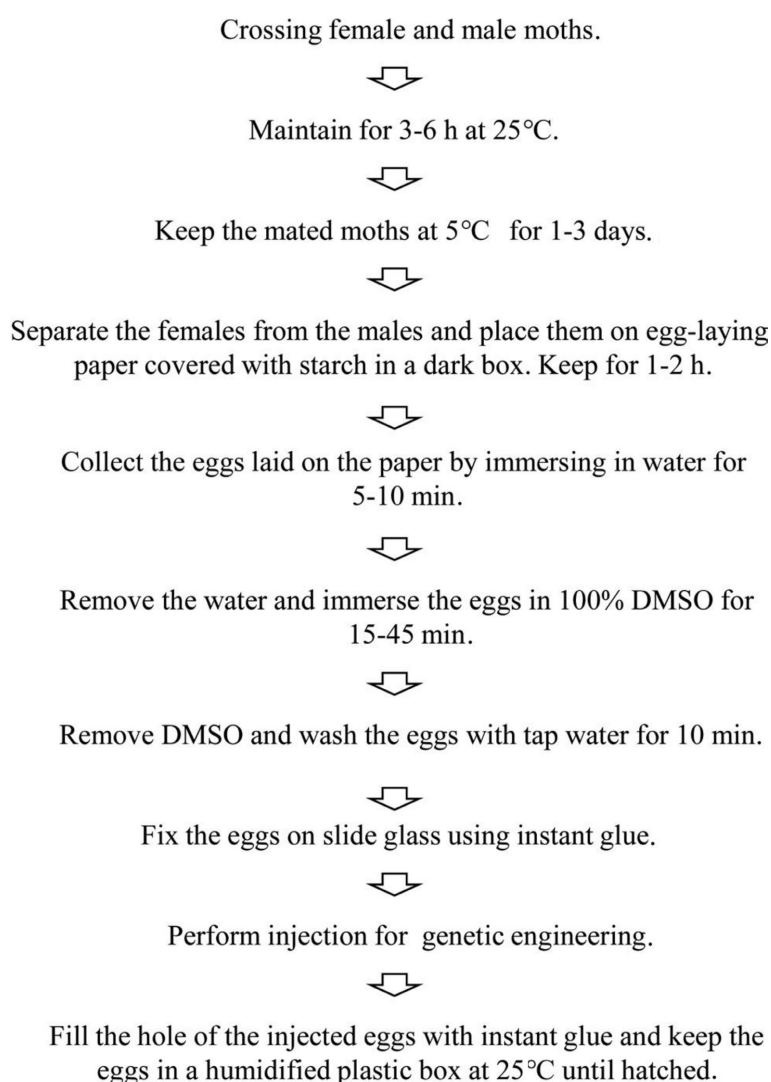 Crossing female and male moths.
Maintain for 3-6 h at 25℃.
Keep the mated moths at 5℃ for 1-3 days.
Separate the females from the males and place them on egg-laying
paper covered with starch in a dark box. Keep for 1-2 h.
Collect the eggs laid on the paper by immersing in water for
5-10 min.
Remove the water and immerse the eggs in 100% DMSO for
15-45 min.
Remove DMSO and wash the eggs with tap water for 10 min.
Fix the eggs on slide glass using instant glue.
Perform injection for genetic engineering.
Fill the hole of the injected eggs with instant glue and keep the
eggs in a humidified plastic box at 25℃ until hatched.